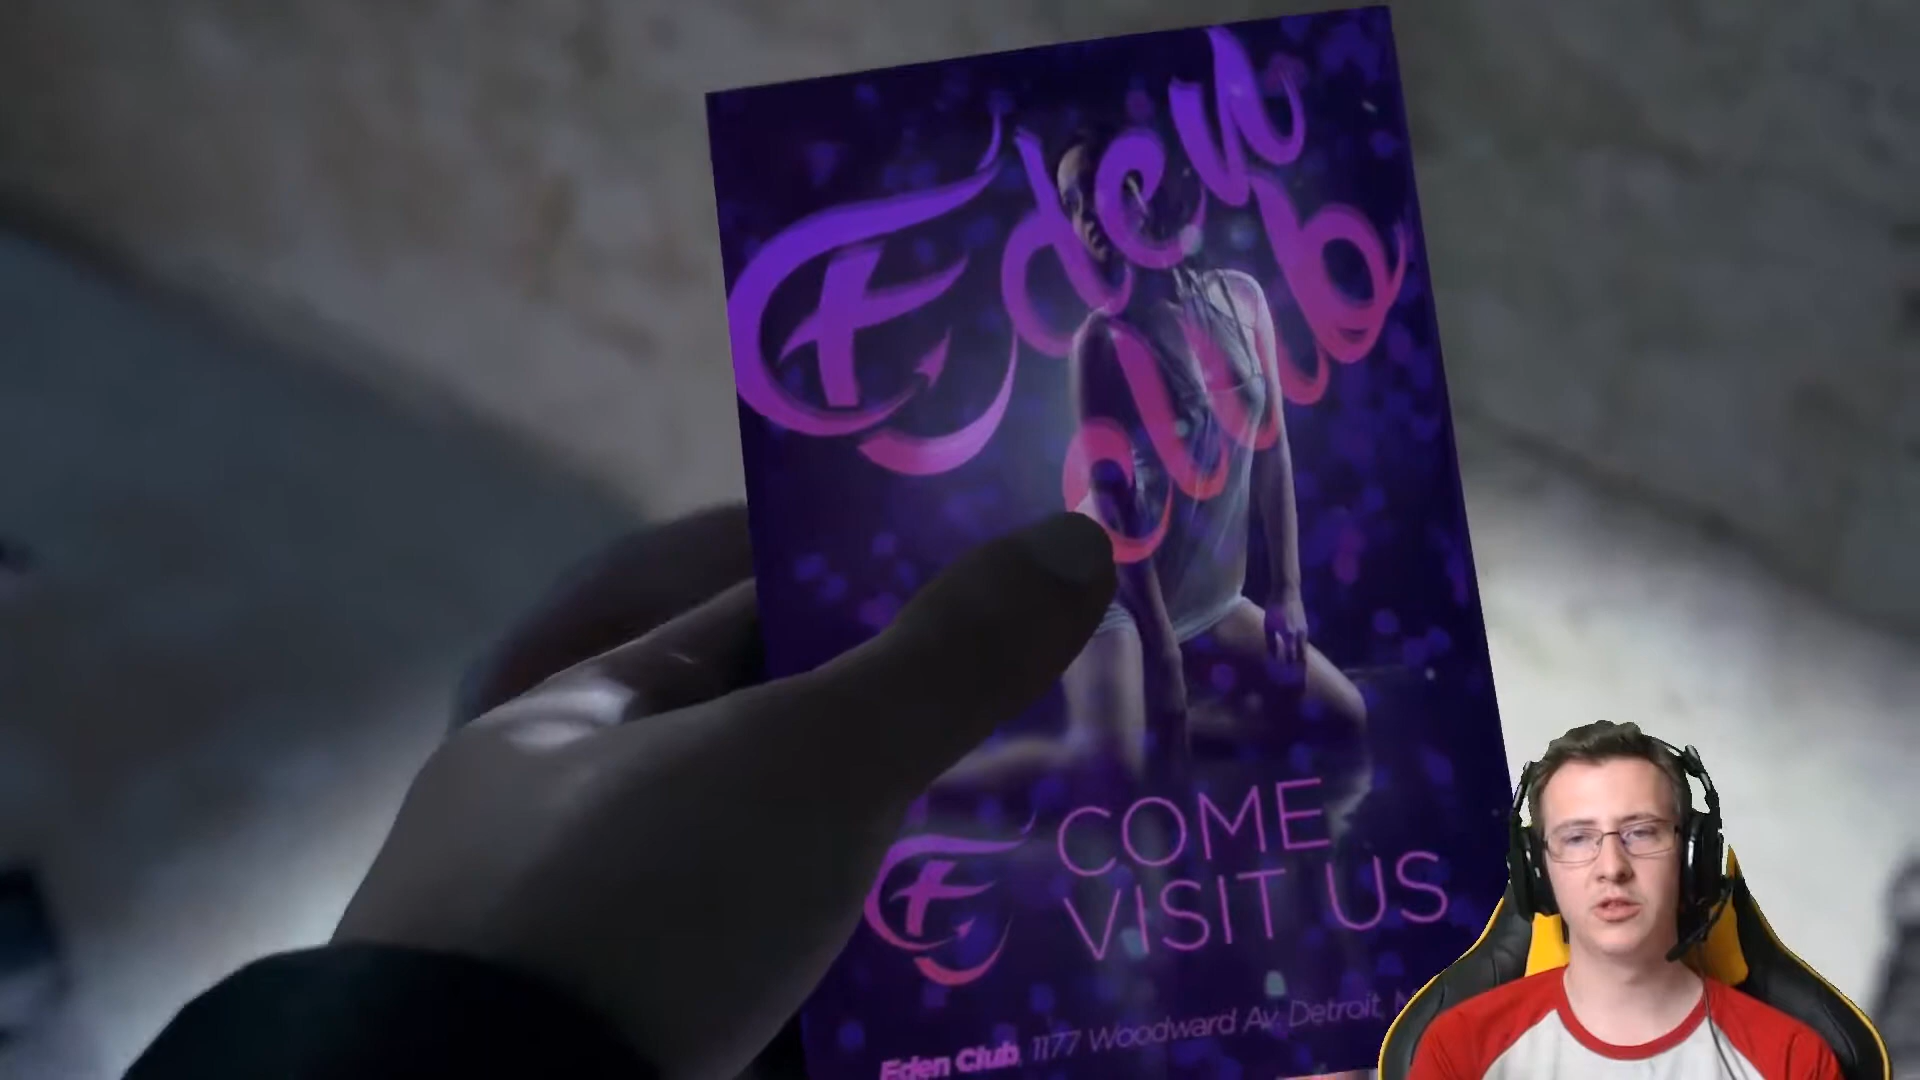 Eden
club
COME
VISIT US
Eden Club, 1177 Woodward Av. Detroit,